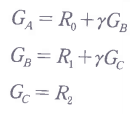 G_A = R_0 + γG_B
G_B = R_1 + γG_C
G_C = R_2